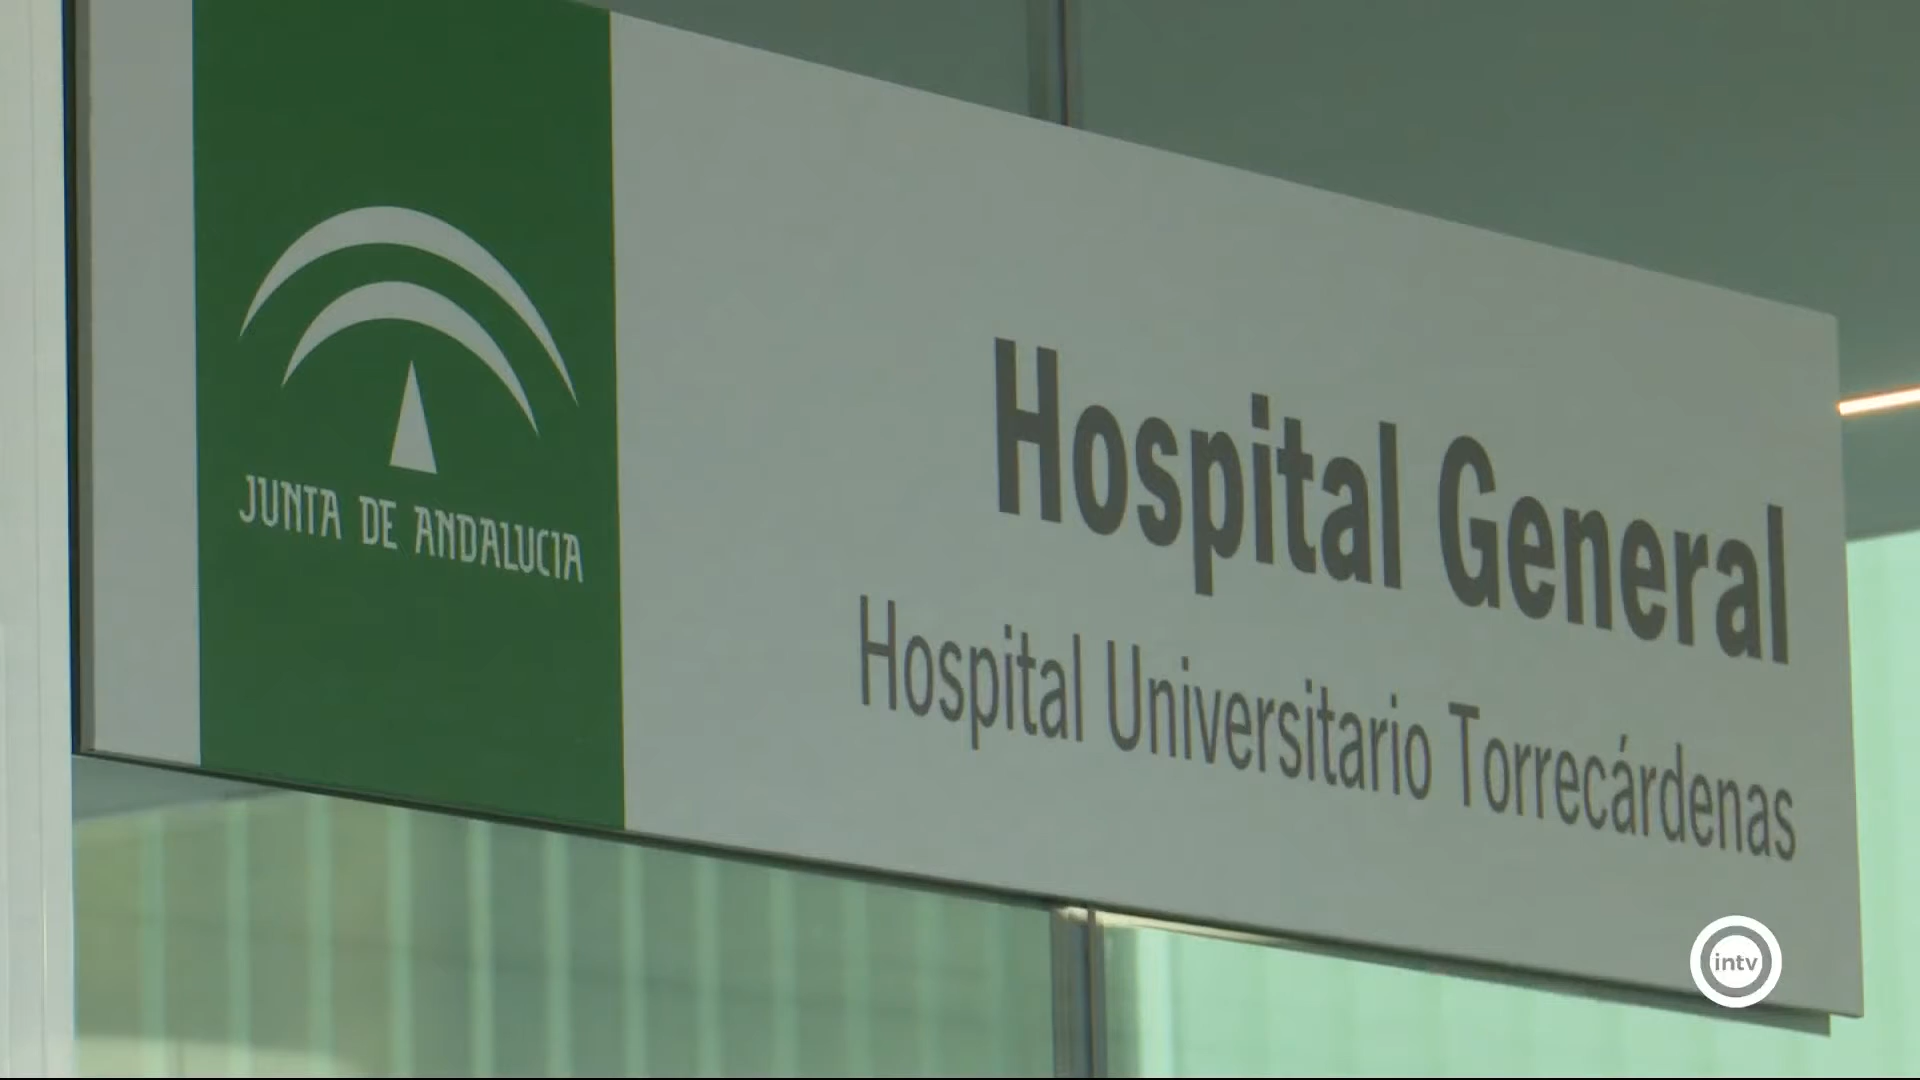 JUNTA DE ANDALUCIA
Hospital General
Hospital Universitario Torrecárdenas
intv